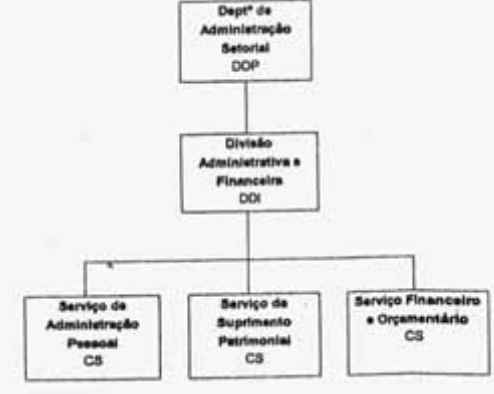 Deptº de
Administração
Setorial
DOP
Divisão
Administrativa e
Financeira
DDI
Serviço de
Administração
Pessoal
CS
Serviço de
Suprimento
Patrimonial
CS
Serviço Financeiro
e Orçamentário
CS